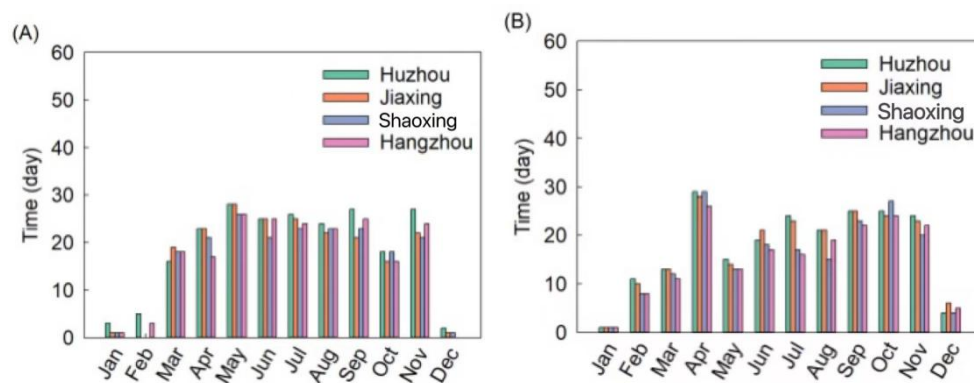 (A)
60
50
40
30
20
10
0
Time (day)
Huzhou
Jiaxing
Shaoxing
Hangzhou
Jan Feb Mar Apr May Jun Jul Aug Sep Oct Nov Dec
(B)
60
50
40
30
20
10
0
Time (day)
Huzhou
Jiaxing
Shaoxing
Hangzhou
Jan Feb Mar Apr May Jun Jul Aug Sep Oct Nov Dec